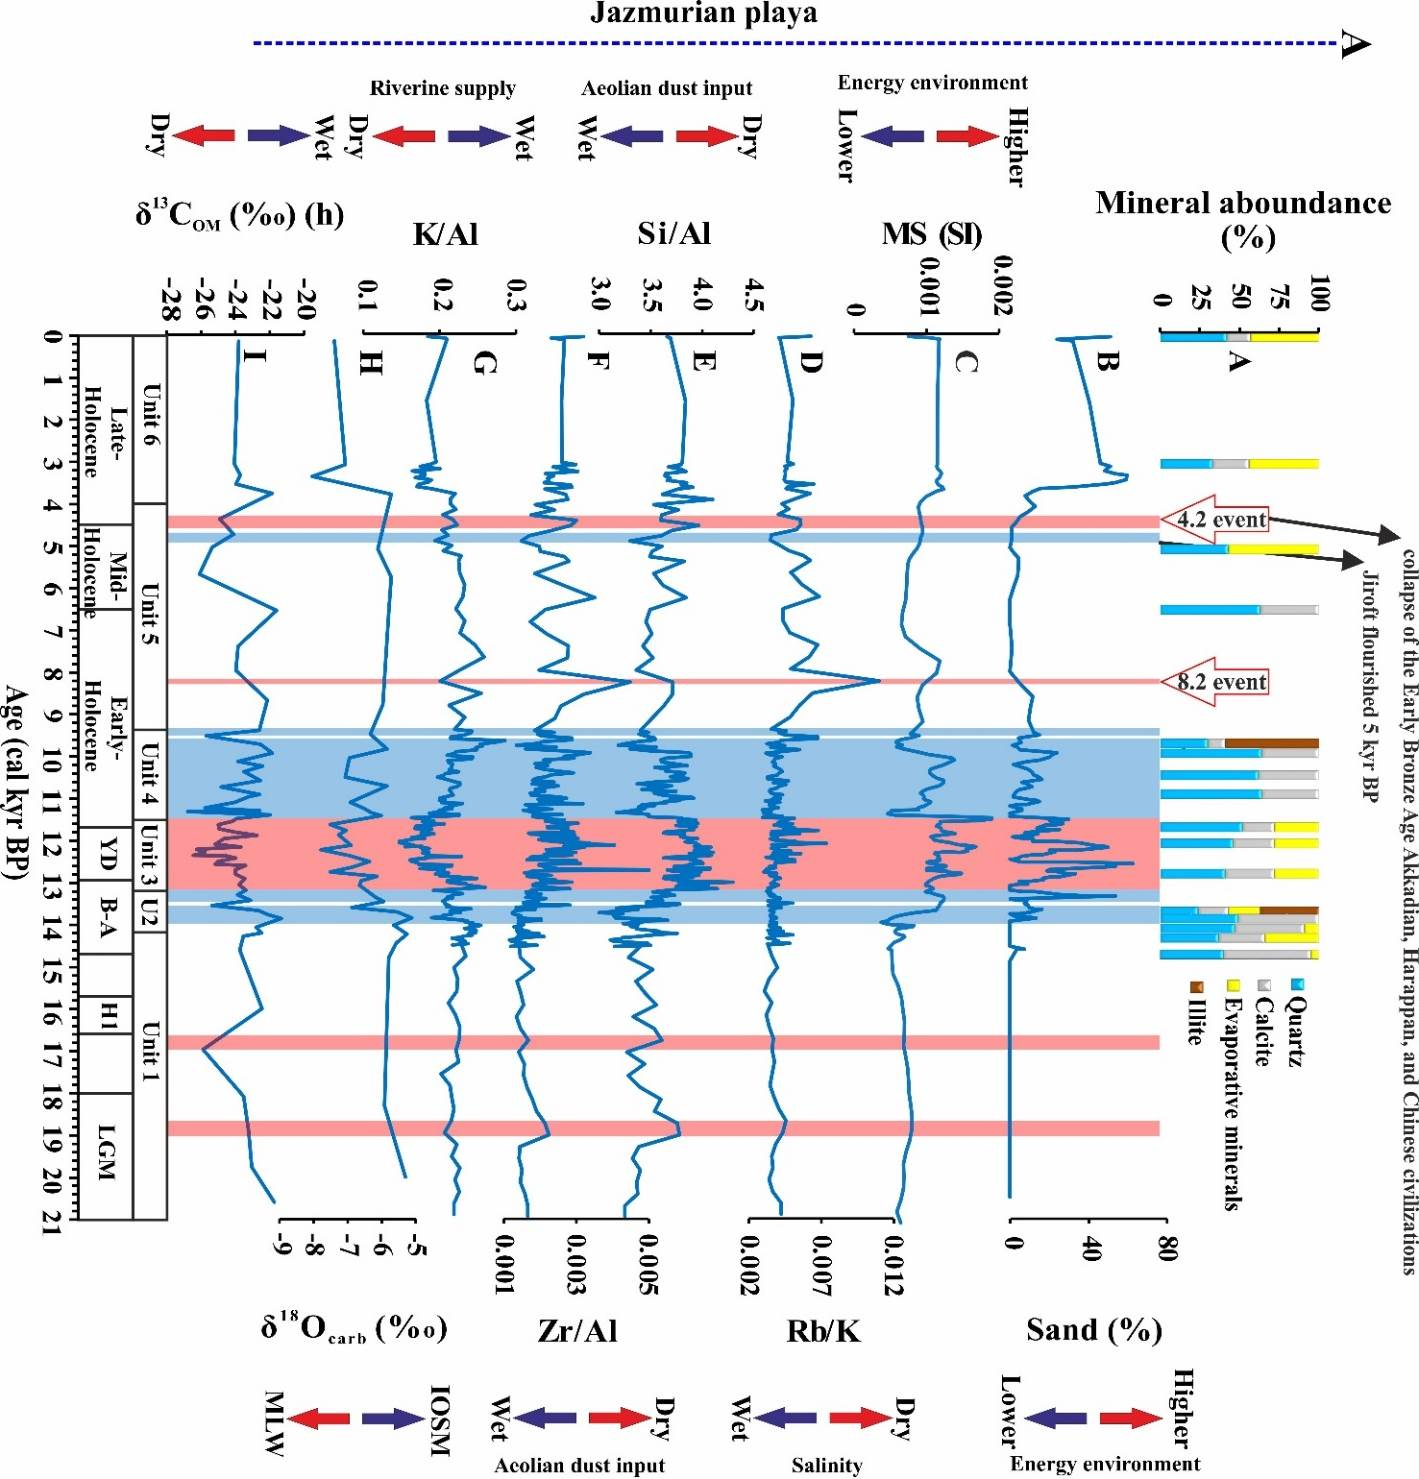 Jazmurian playa
A
Riverine supply
Aeolian dust input
Energy environment
Dry
Wet
Dry
Wet
Wet
Dry
Lower
Higher
δ¹³C_OM (‰) (h)
K/Al
Si/Al
MS (SI)
Mineral aboundance
(%)
-28 -26 -24 -22 -20
0.1 0.2 0.3
3.0 3.5 4.0 4.5
0 0.001 0.002
0 25 50 75 100
I
H
G
F
E
D
C
B
A
0 1 2 3 4 5 6 7 8 9 10 11 12 13 14 15 16 17 18 19 20 21
Age (cal kyr BP)
Late-
Holocene
Mid-
Holocene
Early-
Holocene
YD
B-A
H1
LGM
Unit 6
Unit 5
Unit 4
Unit 3
U2
Unit 1
4.2 event
8.2 event
collapse of the Early Bronze Age Akkadian, Harappan, and Chinese civilizations
Jiroft flourished 5 kyr BP
Quartz
Calcite
Evaporative minerals
Illite
-9 -8 -7 -6 -5
0.001 0.003 0.005
0.002 0.007 0.012
0 40 80
δ¹⁸O_carb (‰)
Zr/Al
Rb/K
Sand (%)
MLW
IOSM
Wet
Dry
Wet
Dry
Lower
Higher
Aeolian dust input
Salinity
Energy environment